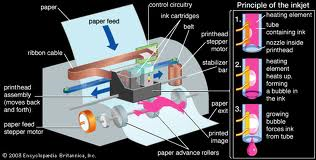 paper
paper feed
control circuitry
ink cartridges
belt
ribbon cable
printhead
stepper
motor
stabilizer
bar
printhead
assembly
(moves back
and forth)
paper feed
stepper
motor
paper
exit
printed
image
paper advance rollers
© 2008 Encyclopædia Britannica, Inc.
Principle of the inkjet
1.
heating element
tube
containing ink
nozzle inside
printhead
2.
heating
element
heats up,
forming
a bubble
in the ink
3.
growing
bubble
forces ink
from tube